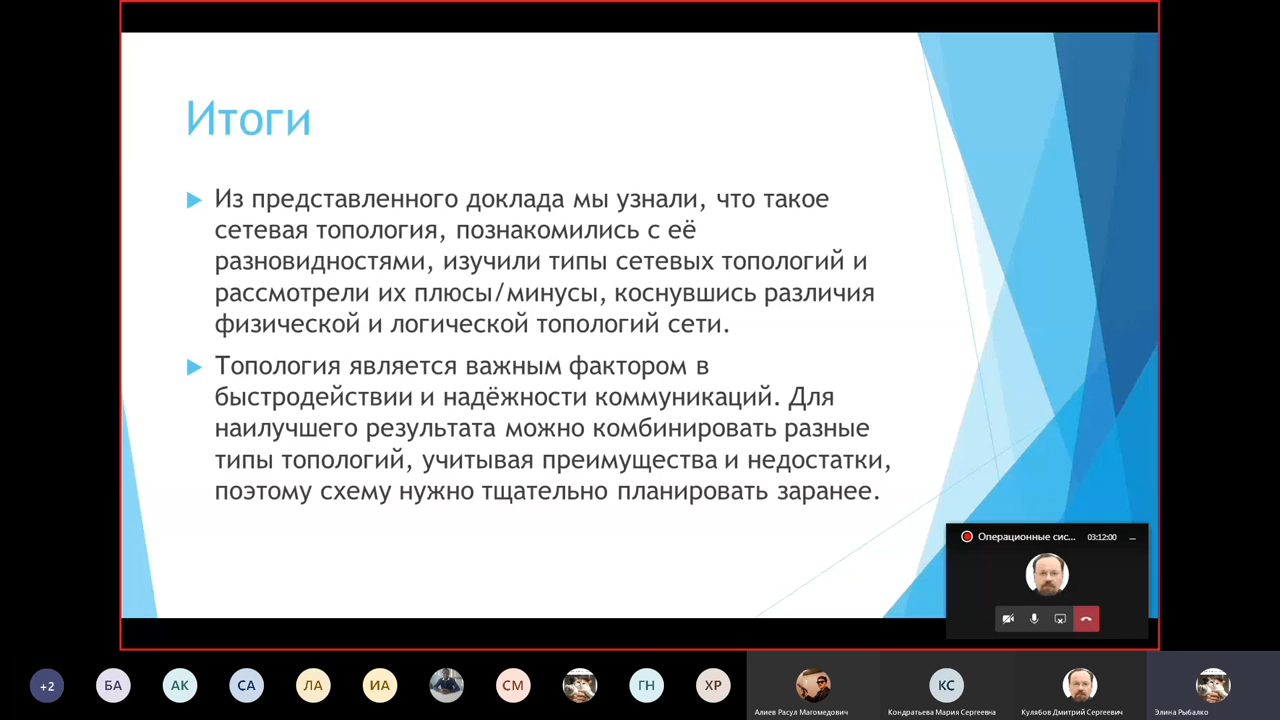 Итоги
Из представленного доклада мы узнали, что такое
сетевая топология, познакомились с её
разновидностями, изучили типы сетевых топологий и
рассмотрели их плюсы/минусы, коснувшись различия
физической и логической топологий сети.
Топология является важным фактором в
быстродействии и надёжности коммуникаций. Для
наилучшего результата можно комбинировать разные
типы топологий, учитывая преимущества и недостатки,
поэтому схему нужно тщательно планировать заранее.
Операционные сис... 03:12:00
+2 БА АК СА ЛА ИА СМ ГН ХР КС
Алиев Расул Магомедович Кондратьева Мария Сергеевна Кулябов Дмитрий Сергеевич Элина Рыбалко